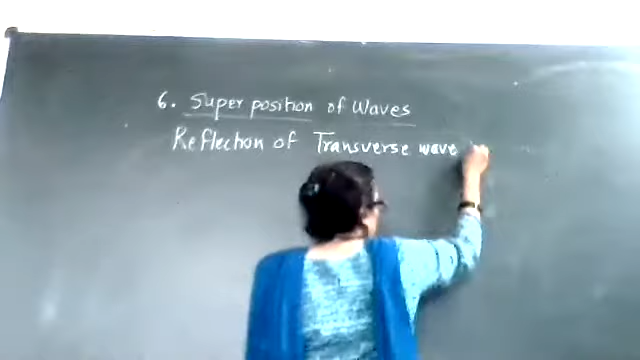 6. Super position of Waves
Reflection of Transverse wave